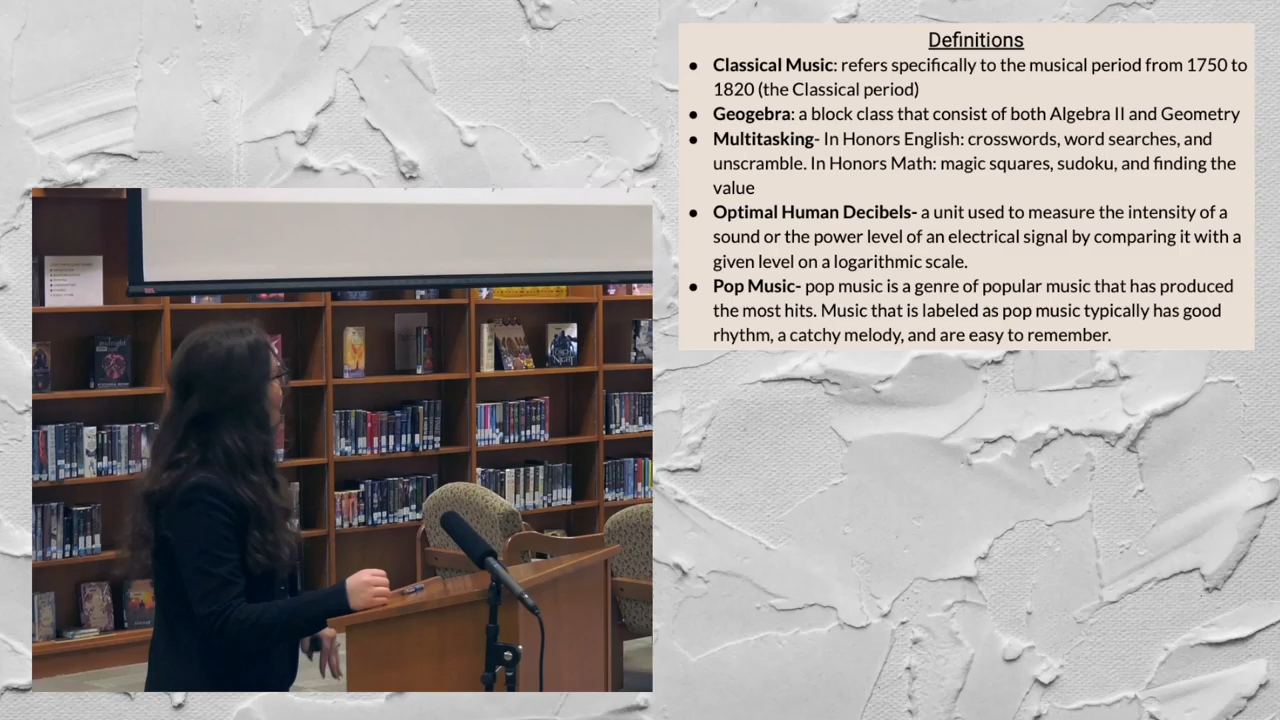 Definitions
● Classical Music: refers specifically to the musical period from 1750 to
1820 (the Classical period)
● Geogebra: a block class that consist of both Algebra II and Geometry
● Multitasking- In Honors English: crosswords, word searches, and
unscramble. In Honors Math: magic squares, sudoku, and finding the
value
● Optimal Human Decibels- a unit used to measure the intensity of a
sound or the power level of an electrical signal by comparing it with a
given level on a logarithmic scale.
● Pop Music- pop music is a genre of popular music that has produced
the most hits. Music that is labeled as pop music typically has good
rhythm, a catchy melody, and are easy to remember.